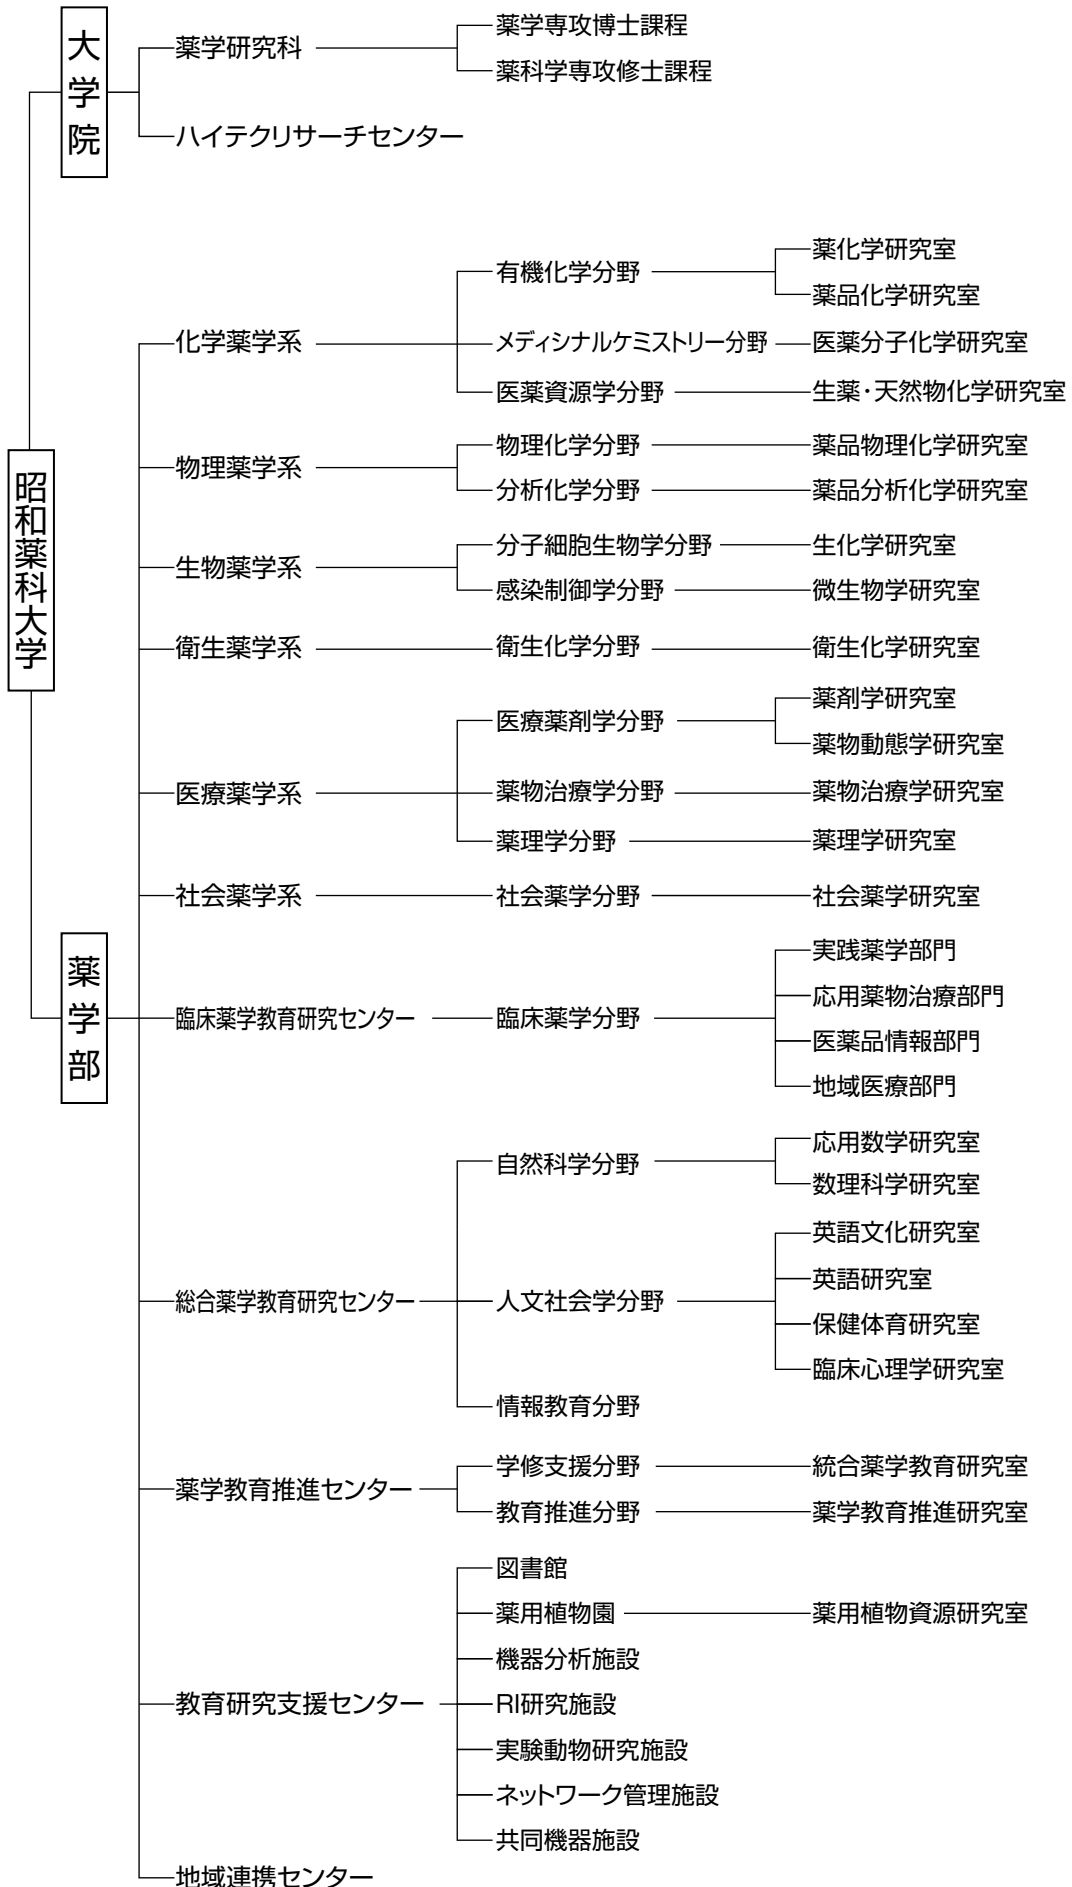 昭和薬科大学
大学院
薬学研究科
薬学専攻博士課程
薬科学専攻修士課程
ハイテクリサーチセンター
薬学部
化学薬学系
有機化学分野
薬化学研究室
薬品化学研究室
メディシナルケミストリー分野
医薬分子化学研究室
医薬資源学分野
生薬・天然物化学研究室
物理薬学系
物理化学分野
薬品物理化学研究室
分析化学分野
薬品分析化学研究室
生物薬学系
分子細胞生物学分野
生化学研究室
感染制御学分野
微生物学研究室
衛生薬学系
衛生化学分野
衛生化学研究室
医療薬学系
医療薬剤学分野
薬剤学研究室
薬物動態学研究室
薬物治療学分野
薬物治療学研究室
薬理学分野
薬理学研究室
社会薬学系
社会薬学分野
社会薬学研究室
臨床薬学教育研究センター
臨床薬学分野
実践薬学部門
応用薬物治療部門
医薬品情報部門
地域医療部門
総合薬学教育研究センター
自然科学分野
応用数学研究室
数理科学研究室
人文社会学分野
英語文化研究室
英語研究室
保健体育研究室
臨床心理学研究室
情報教育分野
薬学教育推進センター
学修支援分野
統合薬学教育研究室
教育推進分野
薬学教育推進研究室
教育研究支援センター
図書館
薬用植物園
薬用植物資源研究室
機器分析施設
RI研究施設
実験動物研究施設
ネットワーク管理施設
共同機器施設
地域連携センター